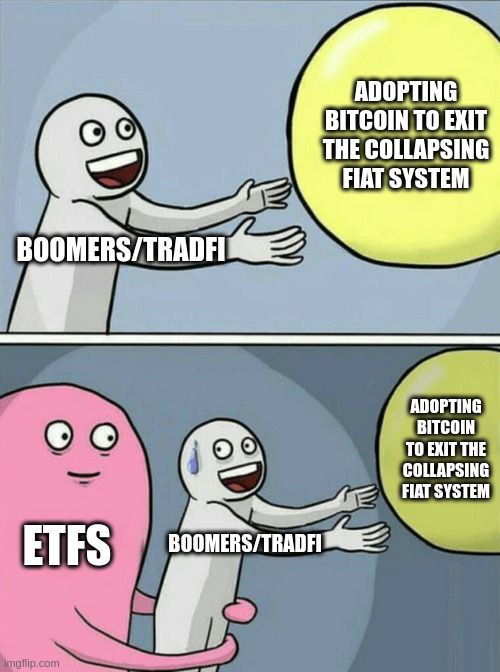 ADOPTING
BITCOIN TO EXIT
THE COLLAPSING
FIAT SYSTEM
BOOMERS/TRADFI
ADOPTING
BITCOIN
TO EXIT THE
COLLAPSING
FIAT SYSTEM
ETFS
BOOMERS/TRADFI
imgflip.com